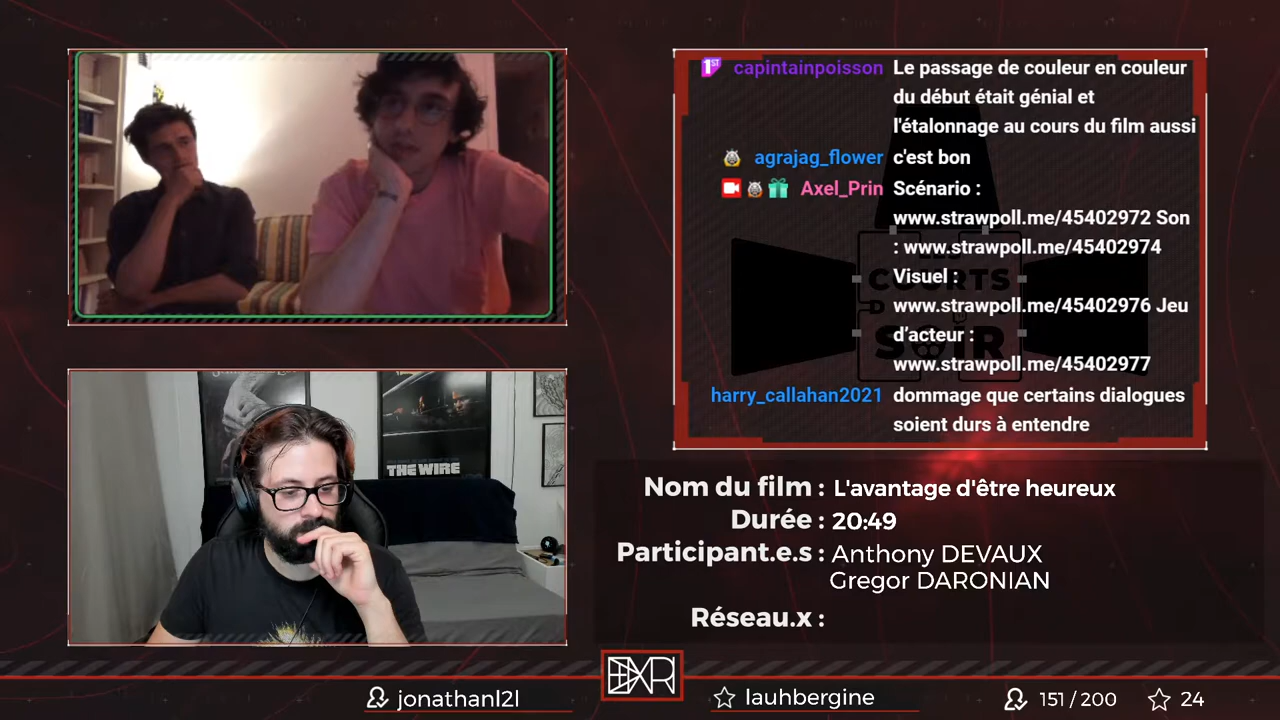 1ST capintainpoisson Le passage de couleur en couleur
du début était génial et
l'étalonnage au cours du film aussi
agrajag_flower c'est bon
Axel_Prin Scénario :
www.strawpoll.me/45402972 Son
: www.strawpoll.me/45402974
Visuel :
www.strawpoll.me/45402976 Jeu
d'acteur :
www.strawpoll.me/45402977
harry_callahan2021 dommage que certains dialogues
soient durs à entendre
COURTS
SOIR
THE WIRE
Nom du film : L'avantage d'être heureux
Durée : 20:49
Participant.e.s : Anthony DEVAUX
Gregor DARONIAN
Réseau.x :
jonathanl2l
lauhbergine
151 / 200
24